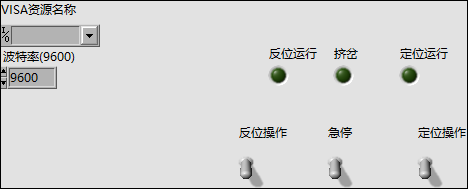 VISA资源名称
I/O
波特率(9600)
9600
反位运行 挤岔 定位运行
反位操作 急停 定位操作